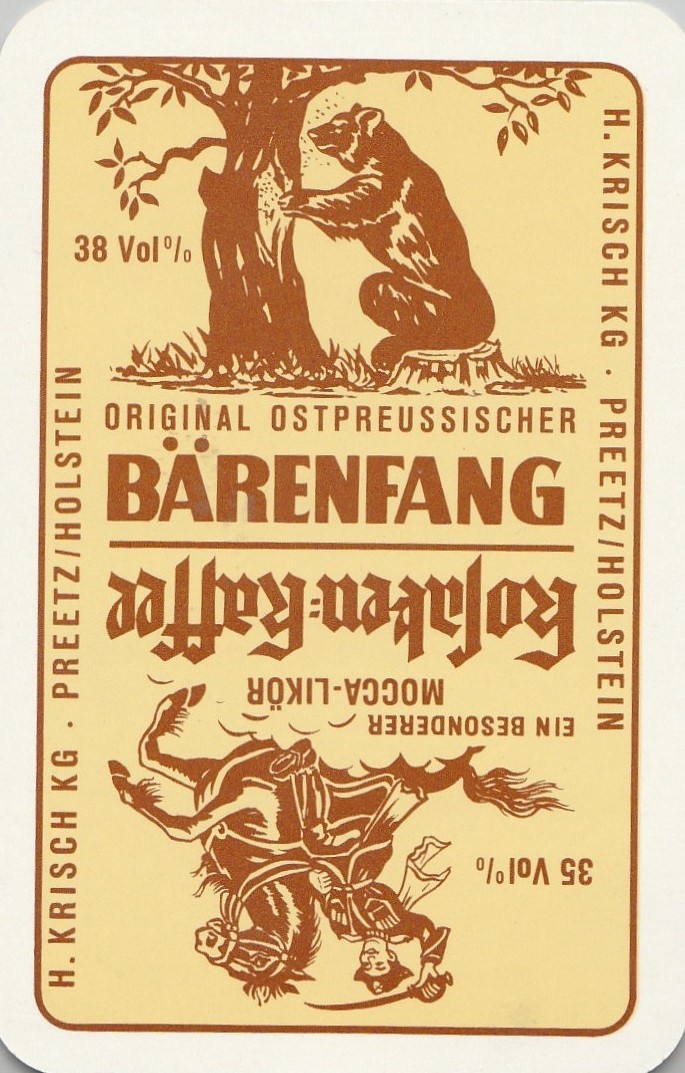 38 Vol%
ORIGINAL OSTPREUSSISCHER
BÄRENFANG
H. KRISCH KG · PREETZ/HOLSTEIN
Kosaken-Kaffee
EIN BESONDERER
MOCCA-LIKÖR
35 Vol%
H. KRISCH KG · PREETZ/HOLSTEIN